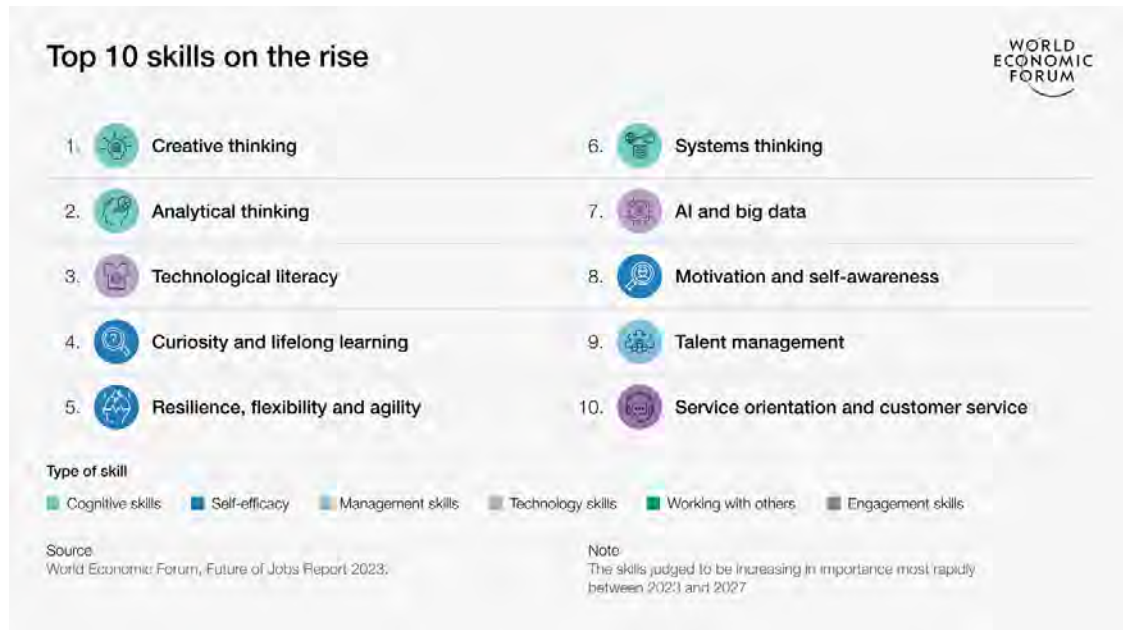 Top 10 skills on the rise
WORLD
ECONOMIC
FORUM
1. Creative thinking
2. Analytical thinking
3. Technological literacy
4. Curiosity and lifelong learning
5. Resilience, flexibility and agility
6. Systems thinking
7. AI and big data
8. Motivation and self-awareness
9. Talent management
10. Service orientation and customer service
Type of skill
Cognitive skills Self-efficacy Management skills Technology skills Working with others Engagement skills
Source
World Economic Forum, Future of Jobs Report 2023.
Note
The skills judged to be increasing in importance most rapidly
between 2023 and 2027